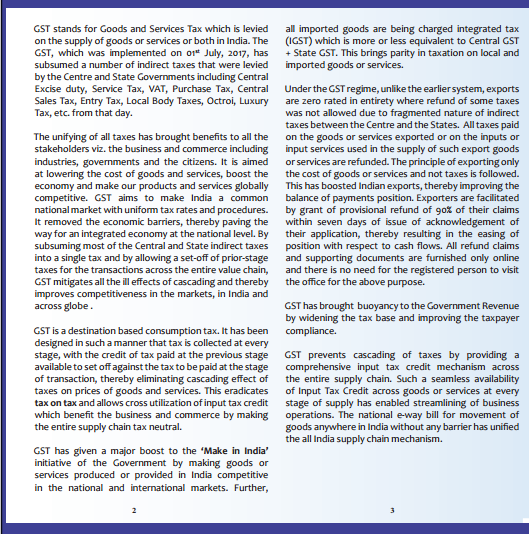 GST stands for Goods and Services Tax which is levied
on the supply of goods or services or both in India. The
GST, which was implemented on 01st July, 2017, has
subsumed a number of indirect taxes that were levied
by the Centre and State Governments including Central
Excise duty, Service Tax, VAT, Purchase Tax, Central
Sales Tax, Entry Tax, Local Body Taxes, Octroi, Luxury
Tax, etc. from that day.
The unifying of all taxes has brought benefits to all the
stakeholders viz. the business and commerce including
industries, governments and the citizens. It is aimed
at lowering the cost of goods and services, boost the
economy and make our products and services globally
competitive. GST aims to make India a common
national market with uniform tax rates and procedures.
It removed the economic barriers, thereby paving the
way for an integrated economy at the national level. By
subsuming most of the Central and State indirect taxes
into a single tax and by allowing a set-off of prior-stage
taxes for the transactions across the entire value chain,
GST mitigates all the ill effects of cascading and thereby
improves competitiveness in the markets, in India and
across globe .
GST is a destination based consumption tax. It has been
designed in such a manner that tax is collected at every
stage, with the credit of tax paid at the previous stage
available to set off against the tax to be paid at the stage
of transaction, thereby eliminating cascading effect of
taxes on prices of goods and services. This eradicates
tax on tax and allows cross utilization of input tax credit
which benefit the business and commerce by making
the entire supply chain tax neutral.
GST has given a major boost to the ‘Make in India’
initiative of the Government by making goods or
services produced or provided in India competitive
in the national and international markets. Further,
2
all imported goods are being charged integrated tax
(IGST) which is more or less equivalent to Central GST
+ State GST. This brings parity in taxation on local and
imported goods or services.
Under the GST regime, unlike the earlier system, exports
are zero rated in entirety where refund of some taxes
was not allowed due to fragmented nature of indirect
taxes between the Centre and the States. All taxes paid
on the goods or services exported or on the inputs or
input services used in the supply of such export goods
or services are refunded. The principle of exporting only
the cost of goods or services and not taxes is followed.
This has boosted Indian exports, thereby improving the
balance of payments position. Exporters are facilitated
by grant of provisional refund of 90% of their claims
within seven days of issue of acknowledgement of
their application, thereby resulting in the easing of
position with respect to cash flows. All refund claims
and supporting documents are furnished only online
and there is no need for the registered person to visit
the office for the above purpose.
GST has brought buoyancy to the Government Revenue
by widening the tax base and improving the taxpayer
compliance.
GST prevents cascading of taxes by providing a
comprehensive input tax credit mechanism across
the entire supply chain. Such a seamless availability
of Input Tax Credit across goods or services at every
stage of supply has enabled streamlining of business
operations. The national e-way bill for movement of
goods anywhere in India without any barrier has unified
the all India supply chain mechanism.
3